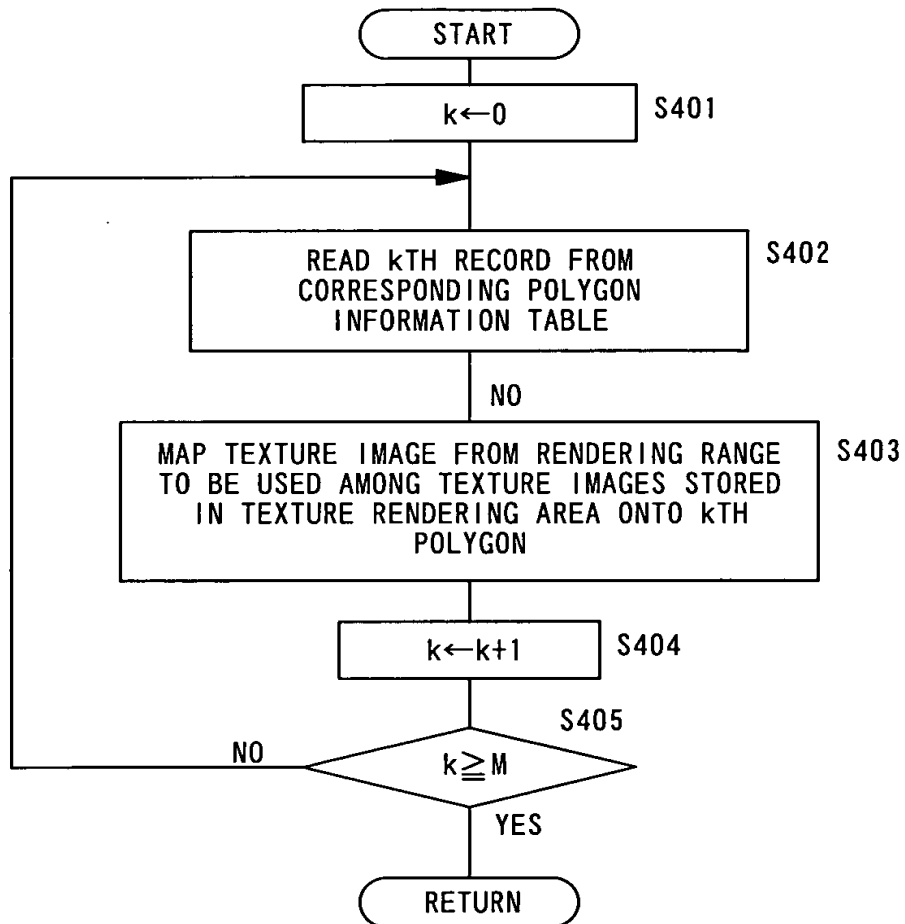 START
k←0
S401
READ kTH RECORD FROM
CORRESPONDING POLYGON
INFORMATION TABLE
S402
NO
MAP TEXTURE IMAGE FROM RENDERING RANGE
TO BE USED AMONG TEXTURE IMAGES STORED
IN TEXTURE RENDERING AREA ONTO kTH
POLYGON
S403
k←k+1
S404
S405
k≧M
NO
YES
RETURN